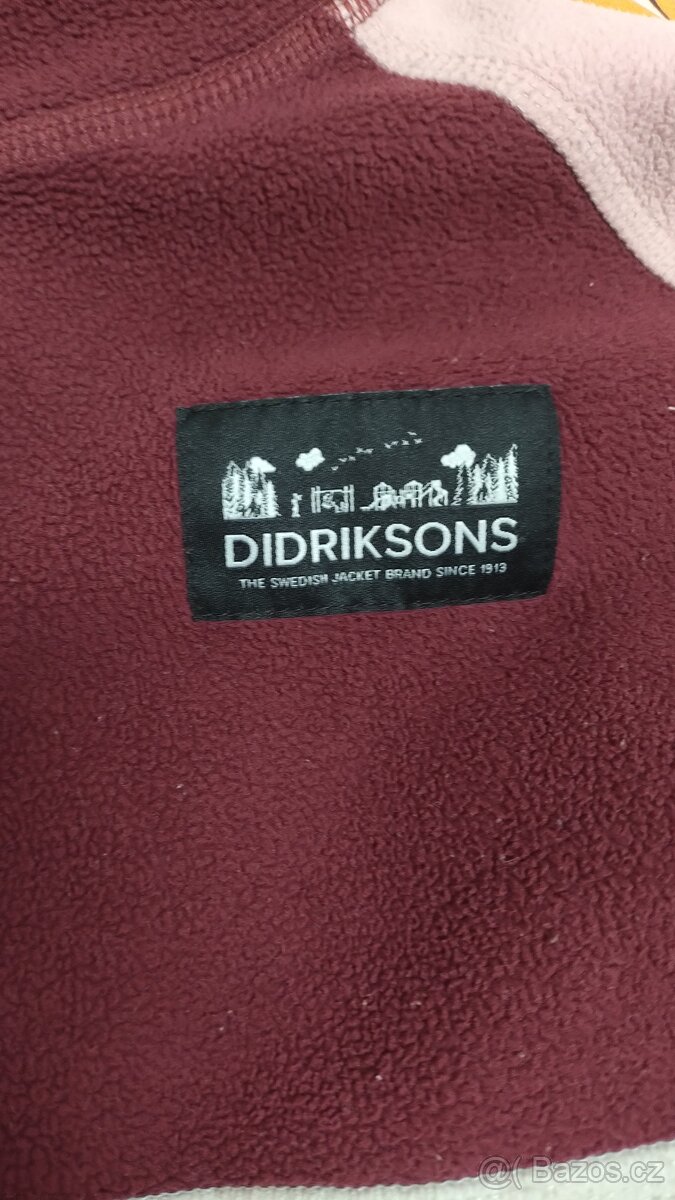 DIDRIKSONS
THE SWEDISH JACKET BRAND SINCE 1913
@ Bazos.cz